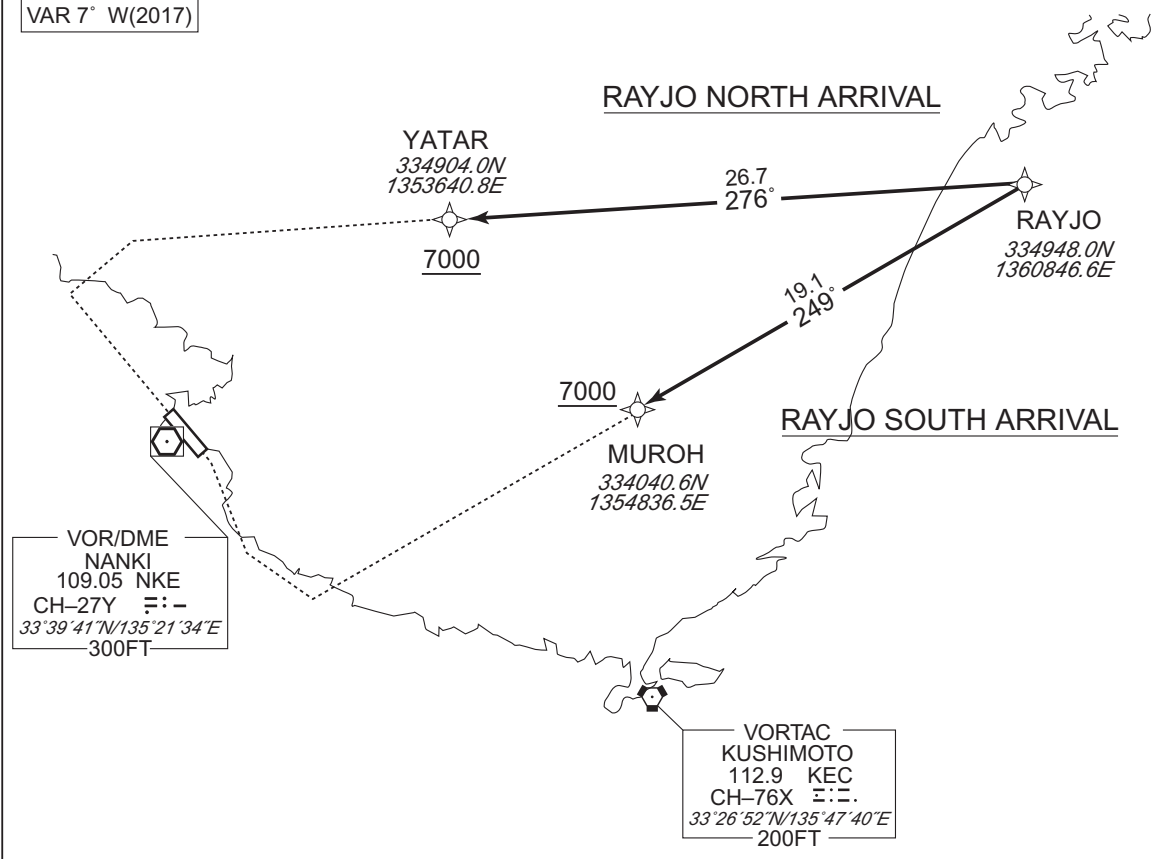 VAR 7° W(2017)
RAYJO NORTH ARRIVAL
YATAR
334904.0N
1353640.8E
7000
26.7
276°
RAYJO
334948.0N
1360846.6E
19.1
249°
7000
MUROH
334040.6N
1354836.5E
RAYJO SOUTH ARRIVAL
VOR/DME
NANKI
109.05 NKE
CH–27Y
33°39´41˝N/135°21´34˝E
300FT
VORTAC
KUSHIMOTO
112.9 KEC
CH–76X
33°26´52˝N/135°47´40˝E
200FT